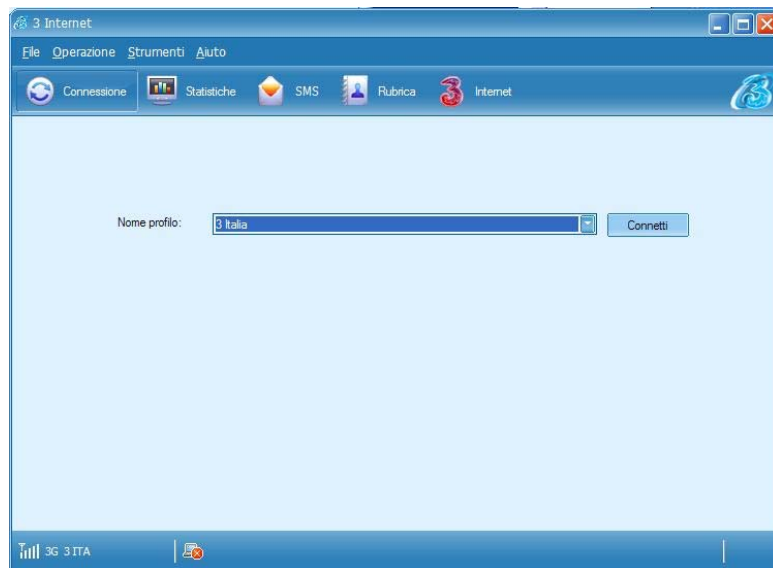 3 Internet
File Operazione Strumenti Aiuto
Connessione Statistiche SMS Rubrica 3 Internet
Nome profilo: 3 Italia Connetti
3G 3 ITA